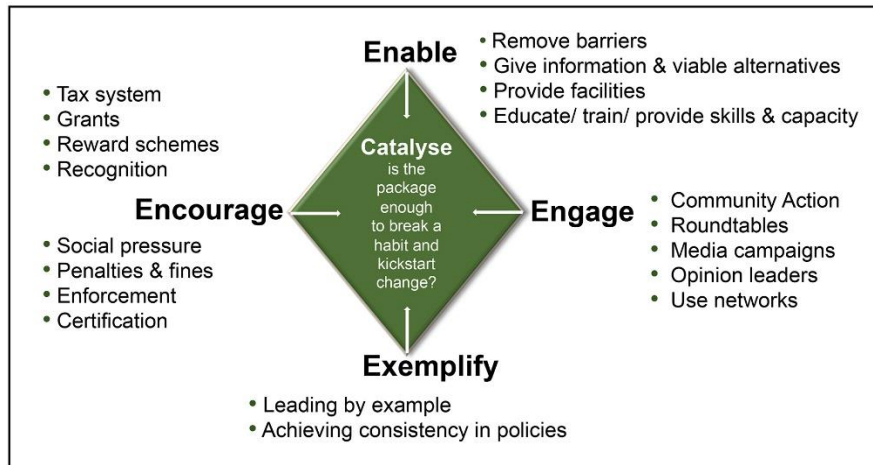 Enable
• Remove barriers
• Give information & viable alternatives
• Provide facilities
• Educate/ train/ provide skills & capacity
• Tax system
• Grants
• Reward schemes
• Recognition
Encourage
• Social pressure
• Penalties & fines
• Enforcement
• Certification
Catalyse
is the
package
enough
to break a
habit and
kickstart
change?
Engage
• Community Action
• Roundtables
• Media campaigns
• Opinion leaders
• Use networks
Exemplify
• Leading by example
• Achieving consistency in policies